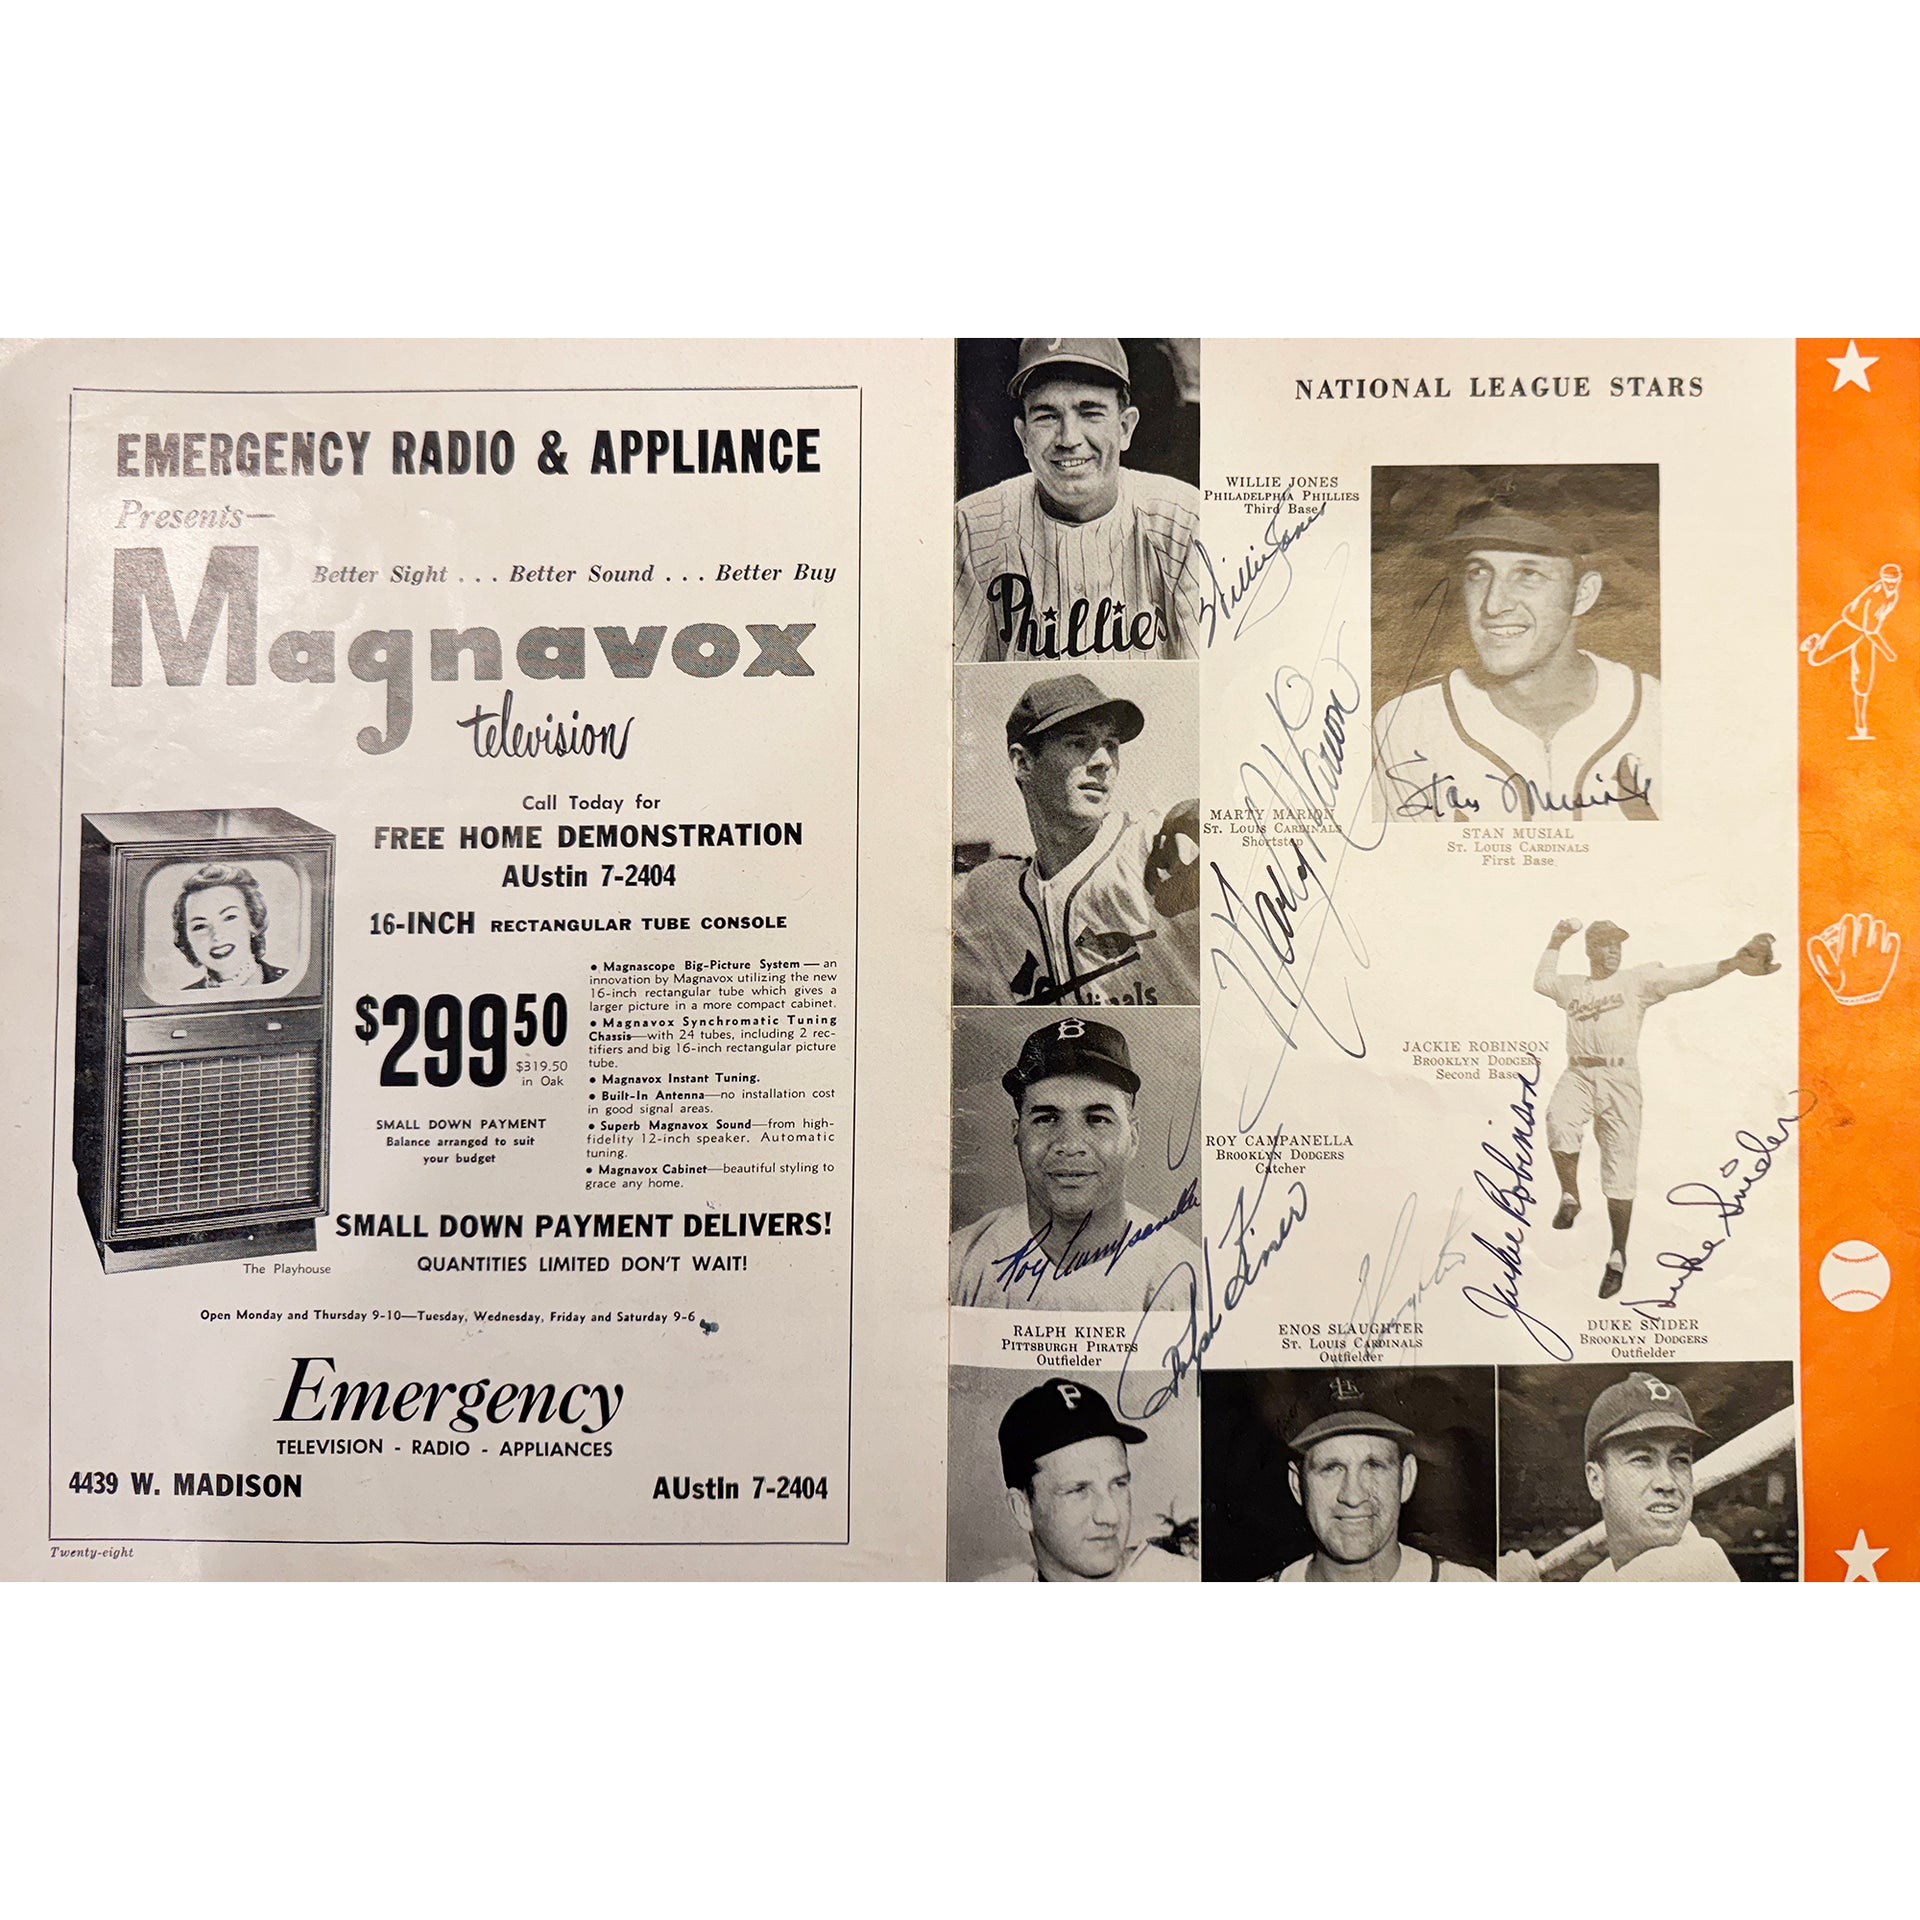 EMERGENCY RADIO & APPLIANCE
Presents—
Better Sight . . . Better Sound . . . Better Buy
Magnavox
television
Call Today for
FREE HOME DEMONSTRATION
AUstin 7-2404
16-INCH RECTANGULAR TUBE CONSOLE
$299.50
$319.50
in Oak
SMALL DOWN PAYMENT
Balance arranged to suit
your budget
• Magnascope Big-Picture System — an
innovation by Magnavox utilizing the new
16-inch rectangular tube which gives a
larger picture in a more compact cabinet.
• Magnavox Synchromatic Tuning
Chassis—with 24 tubes, including 2 rec-
tifiers and big 16-inch rectangular picture
tube.
• Magnavox Instant Tuning.
• Built-In Antenna—no installation cost
in good signal areas.
• Superb Magnavox Sound—from high-
fidelity 12-inch speaker. Automatic
tuning.
• Magnavox Cabinet—beautiful styling to
grace any home.
SMALL DOWN PAYMENT DELIVERS!
QUANTITIES LIMITED DON'T WAIT!
The Playhouse
Open Monday and Thursday 9-10—Tuesday, Wednesday, Friday and Saturday 9-6
Emergency
TELEVISION - RADIO - APPLIANCES
4439 W. MADISON
AUstIn 7-2404
Twenty-eight
NATIONAL LEAGUE STARS
WILLIE JONES
PHILADELPHIA PHILLIES
Third Base
Willie Jones
Phillies
MARTY MARION
ST. LOUIS CARDINALS
Shortstop
Marty Marion
Stan Musial
STAN MUSIAL
ST. LOUIS CARDINALS
First Base
dinals
JACKIE ROBINSON
BROOKLYN DODGERS
Second Base
Dodgers
Jackie Robinson
B
ROY CAMPANELLA
BROOKLYN DODGERS
Catcher
Roy Campanella
RALPH KINER
PITTSBURGH PIRATES
Outfielder
Ralph Kiner
P
ENOS SLAUGHTER
ST. LOUIS CARDINALS
Outfielder
Slaughter
Duke Snider
DUKE SNIDER
BROOKLYN DODGERS
Outfielder
B